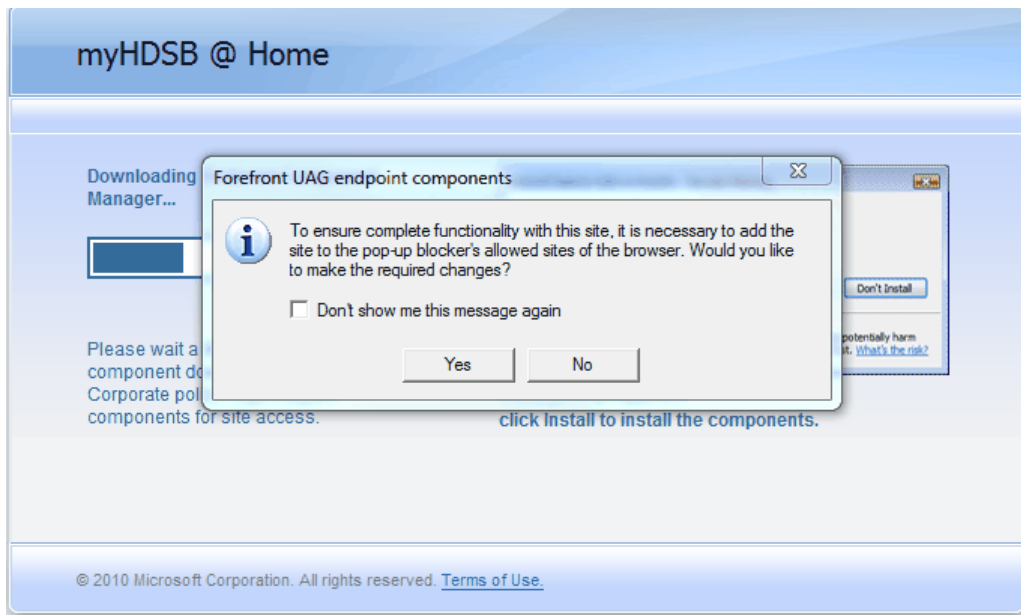 myHDSB @ Home
Downloading
Manager...
Forefront UAG endpoint components
To ensure complete functionality with this site, it is necessary to add the
site to the pop-up blocker's allowed sites of the browser. Would you like
to make the required changes?
Don't show me this message again
Yes
No
Don't Install
potentially harm
What's the risk?
Please wait a
component
Corporate
components for site access.
click Install to install the components.
© 2010 Microsoft Corporation. All rights reserved. Terms of Use.